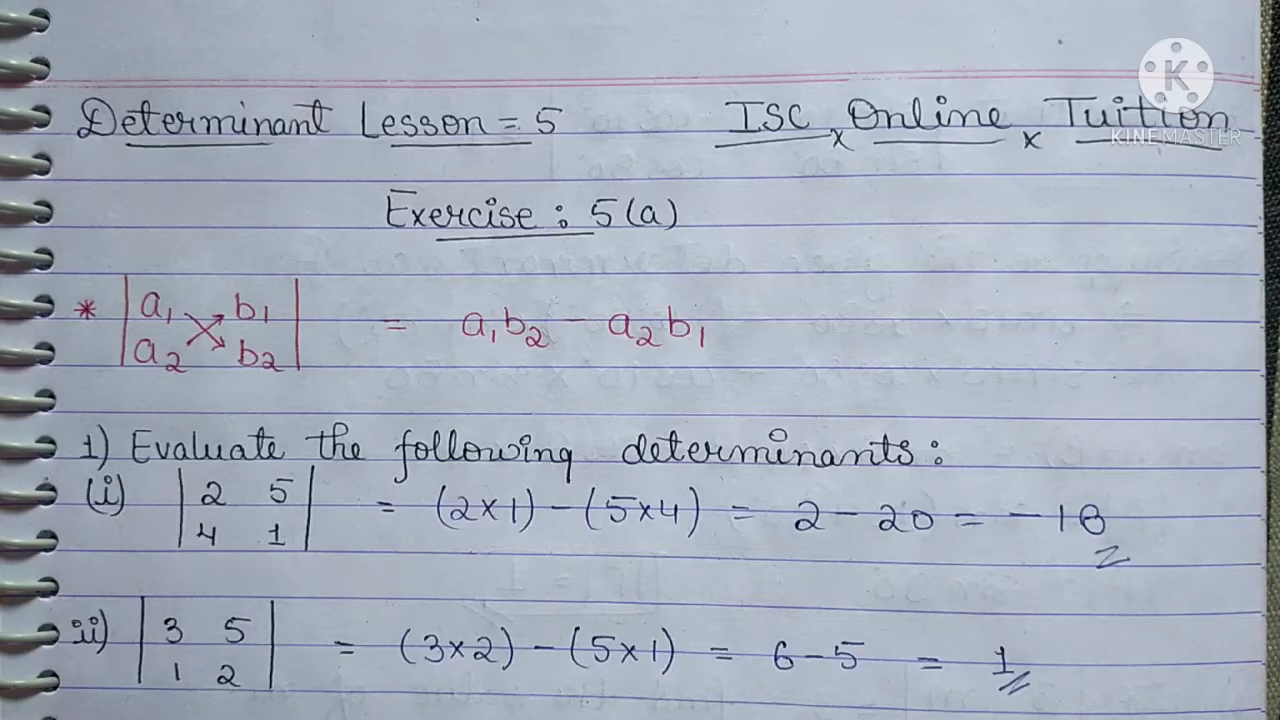 K
KINEMASTER
Determinant Lesson = 5 ISC x Online x Tuition
Exercise : 5(a)
* | a₁ b₁ | = a₁b₂ - a₂b₁
| a₂ b₂ |
1) Evaluate the following determinants :
(i) | 2 5 | = (2×1) - (5×4) = 2 - 20 = -18
| 4 1 |
ii) | 3 5 | = (3×2) - (5×1) = 6 - 5 = 1
| 1 2 |